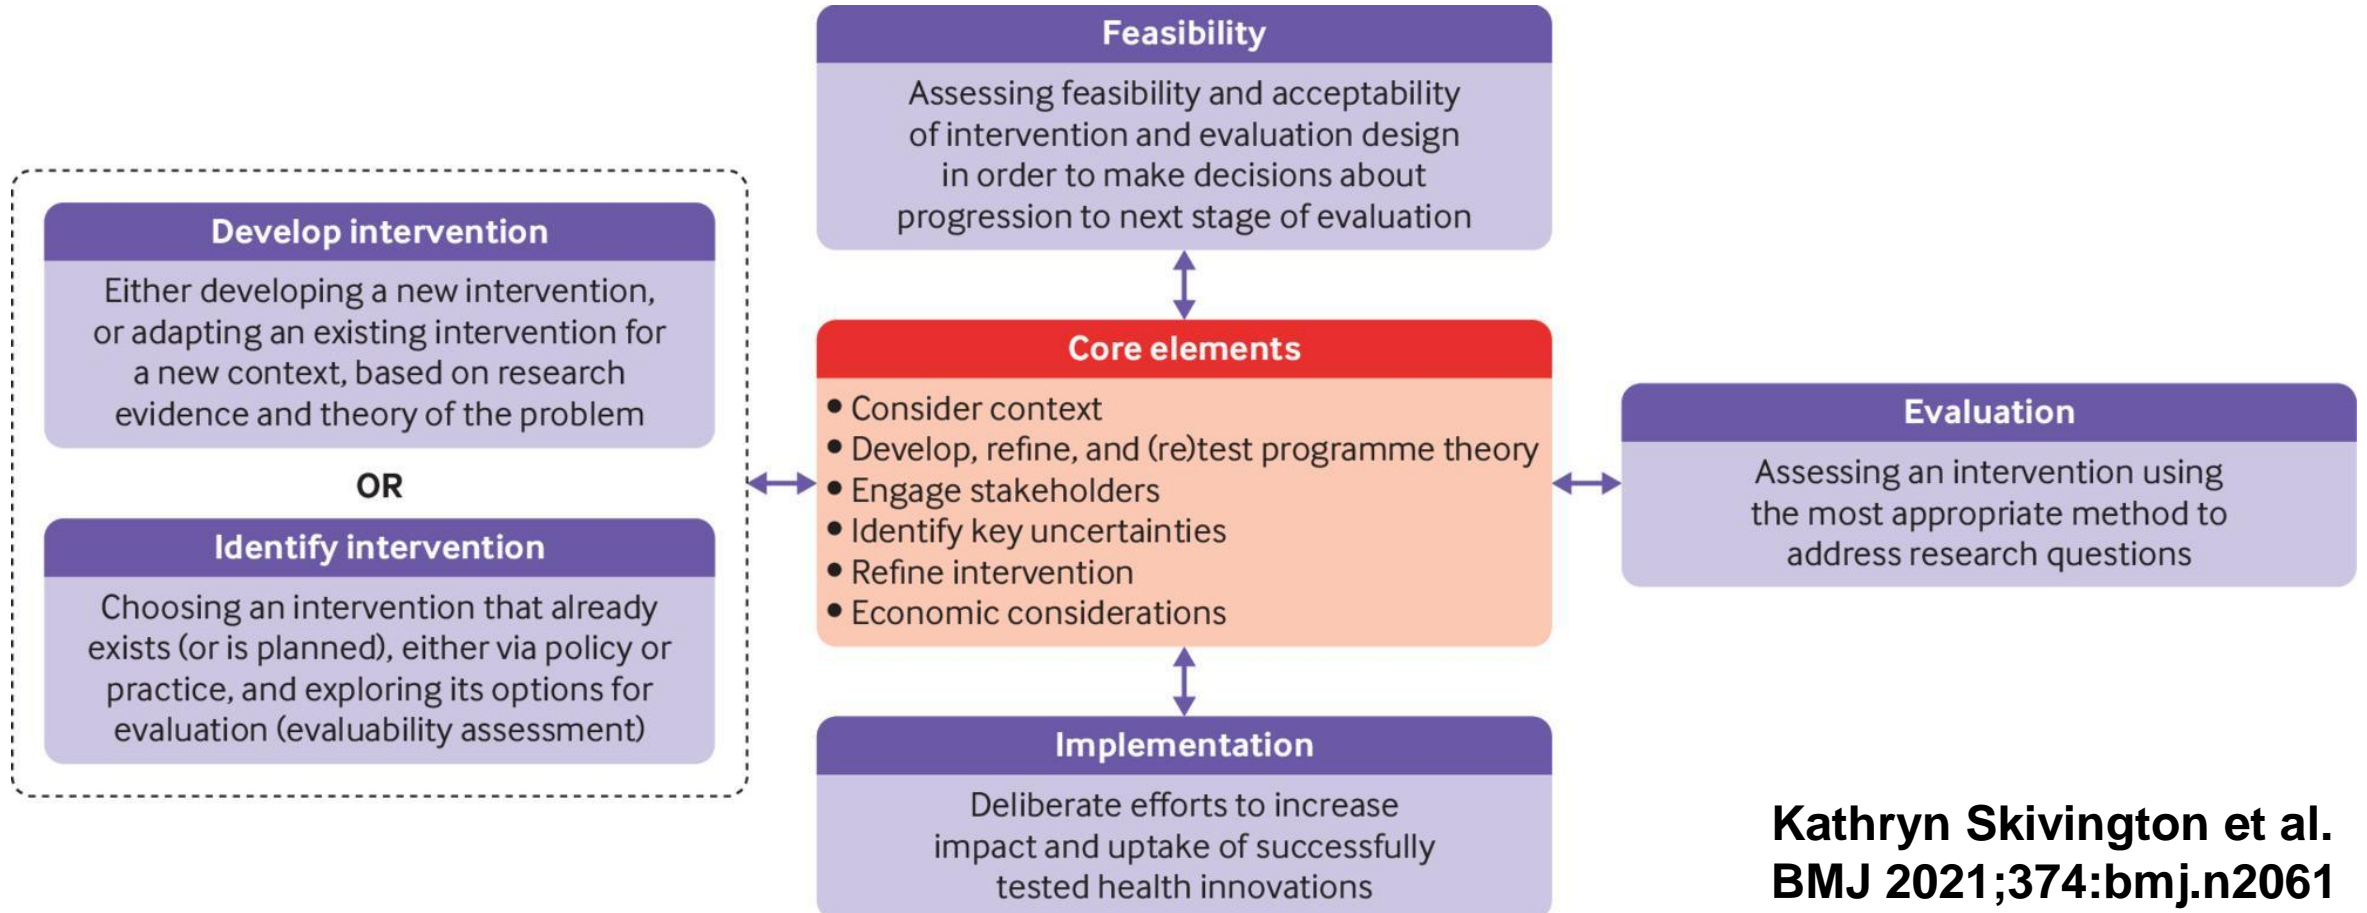 Feasibility
Assessing feasibility and acceptability
of intervention and evaluation design
in order to make decisions about
progression to next stage of evaluation
Develop intervention
Either developing a new intervention,
or adapting an existing intervention for
a new context, based on research
evidence and theory of the problem
OR
Identify intervention
Choosing an intervention that already
exists (or is planned), either via policy or
practice, and exploring its options for
evaluation (evaluability assessment)
Core elements
• Consider context
• Develop, refine, and (re)test programme theory
• Engage stakeholders
• Identify key uncertainties
• Refine intervention
• Economic considerations
Evaluation
Assessing an intervention using
the most appropriate method to
address research questions
Implementation
Deliberate efforts to increase
impact and uptake of successfully
tested health innovations
Kathryn Skivington et al.
BMJ 2021;374:bmj.n2061